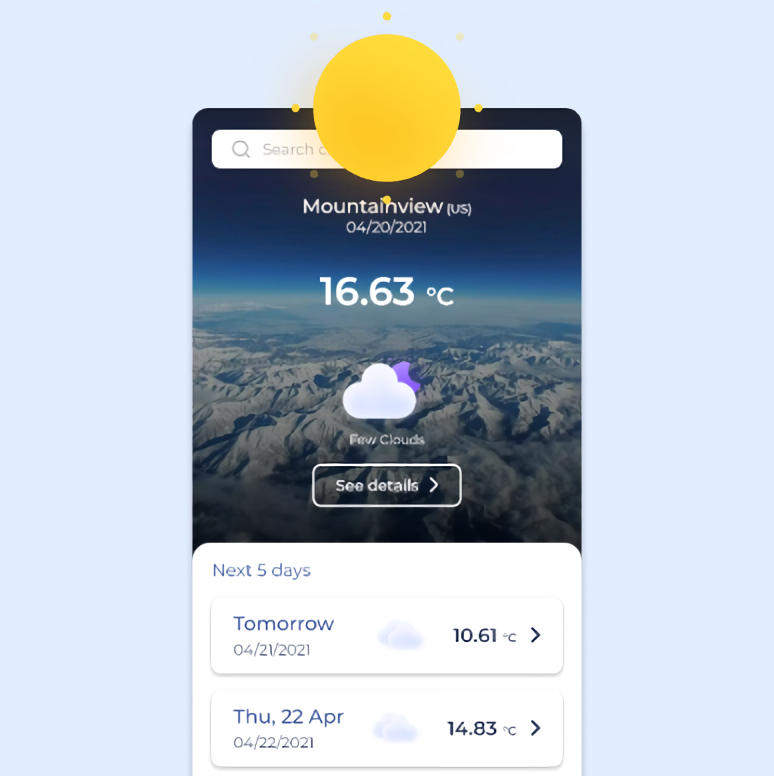 Search c
Mountainview (US)
04/20/2021
16.63 °C
Few Clouds
See details
Next 5 days
Tomorrow
04/21/2021
10.61 °C
Thu, 22 Apr
04/22/2021
14.83 °C